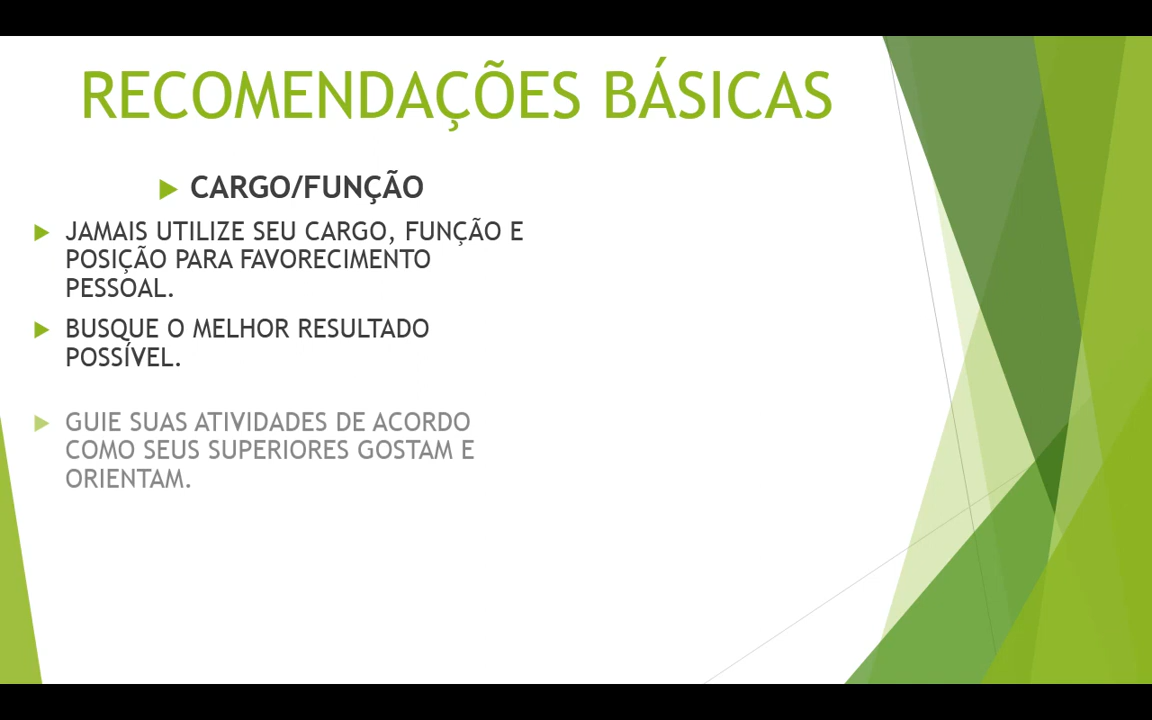 RECOMENDAÇÕES BÁSICAS
CARGO/FUNÇÃO
JAMAIS UTILIZE SEU CARGO, FUNÇÃO E
POSIÇÃO PARA FAVORECIMENTO
PESSOAL.
BUSQUE O MELHOR RESULTADO
POSSÍVEL.
GUIE SUAS ATIVIDADES DE ACORDO
COMO SEUS SUPERIORES GOSTAM E
ORIENTAM.